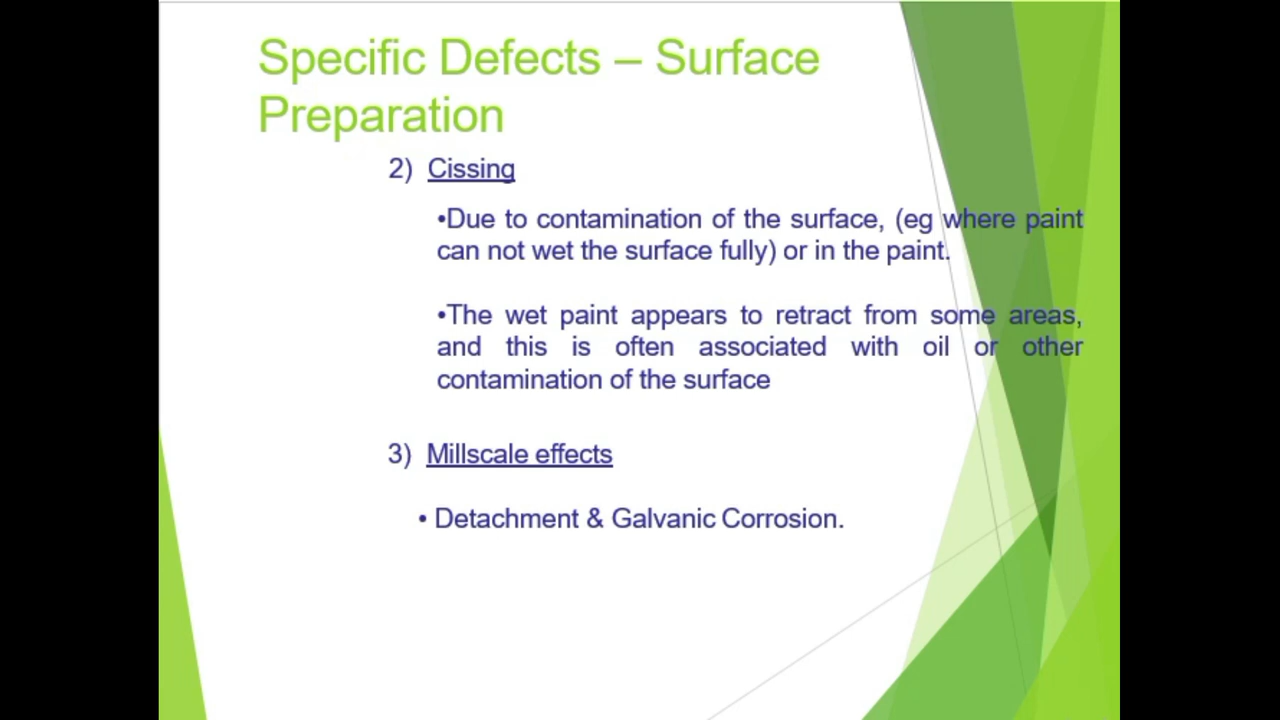 Specific Defects – Surface
Preparation
2) Cissing
•Due to contamination of the surface, (eg where paint
can not wet the surface fully) or in the paint.
•The wet paint appears to retract from some areas,
and this is often associated with oil or other
contamination of the surface
3) Millscale effects
• Detachment & Galvanic Corrosion.